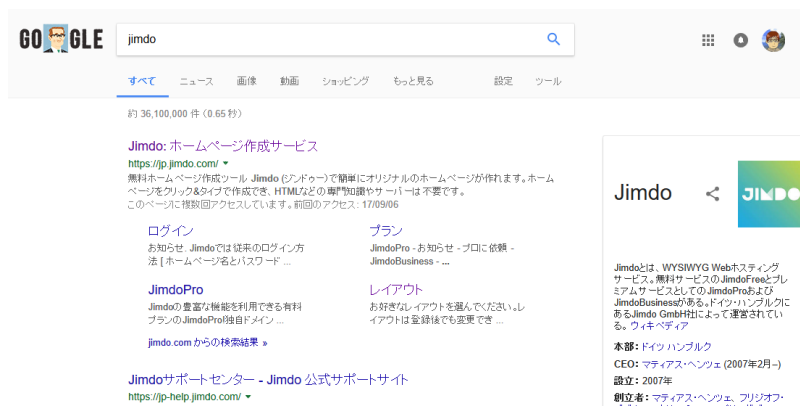 GO GLE
jimdo
すべて ニュース 画像 動画 ショッピング もっと見る 設定 ツール
約 36,100,000 件 （0.65 秒）
Jimdo: ホームページ作成サービス
https://jp.jimdo.com/
無料ホームページ作成ツール Jimdo (ジンドゥー) で簡単にオリジナルのホームページが作れます。ホーム
ページをクリック&タイプで作成でき、HTMLなどの専門知識やサーバーは不要です。
このページに複数回アクセスしています。前回のアクセス: 17/09/06
ログイン
お知らせ. Jimdoでは従来のログイン方
法 [ ホームページ名とパスワード ...
プラン
JimdoPro - お知らせ - プロに依頼 -
JimdoBusiness - ...
JimdoPro
Jimdoの豊富な機能を利用できる有料
プランのJimdoPro!独自ドメイン ...
レイアウト
お好きなレイアウトを選んでください。レ
イアウトは登録後でも変更でき ...
jimdo.com からの検索結果 »
Jimdoサポートセンター - Jimdo 公式サポートサイト
https://jp-help.jimdo.com/
Jimdo
JIMDO
Jimdoとは、WYSIWYG Webホスティング
サービス。無料サービスのJimdoFreeとプレ
ミアムサービスとしてのJimdoProおよび
JimdoBusinessがある。ドイツ・ハンブルクに
あるJimdo GmbH社によって運営されてい
る。 ウィキペディア
本部: ドイツ ハンブルク
CEO: マティアス・ヘンツェ (2007年2月–)
設立: 2007年
創立者: マティアス・ヘンツェ、フリジオフ・